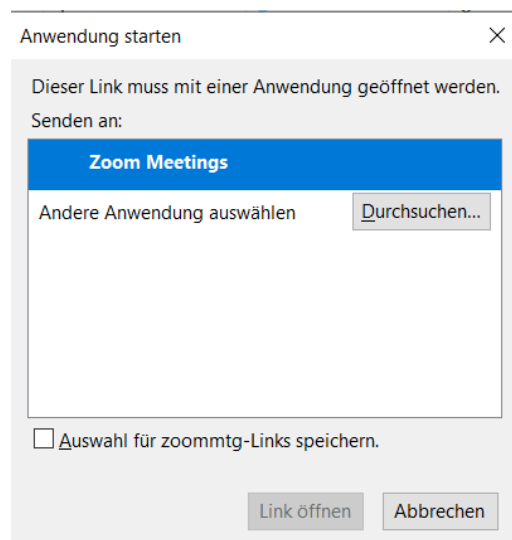 Anwendung starten
Dieser Link muss mit einer Anwendung geöffnet werden.
Senden an:
Zoom Meetings
Andere Anwendung auswählen
Durchsuchen...
Auswahl für zoommtg-Links speichern.
Link öffnen
Abbrechen